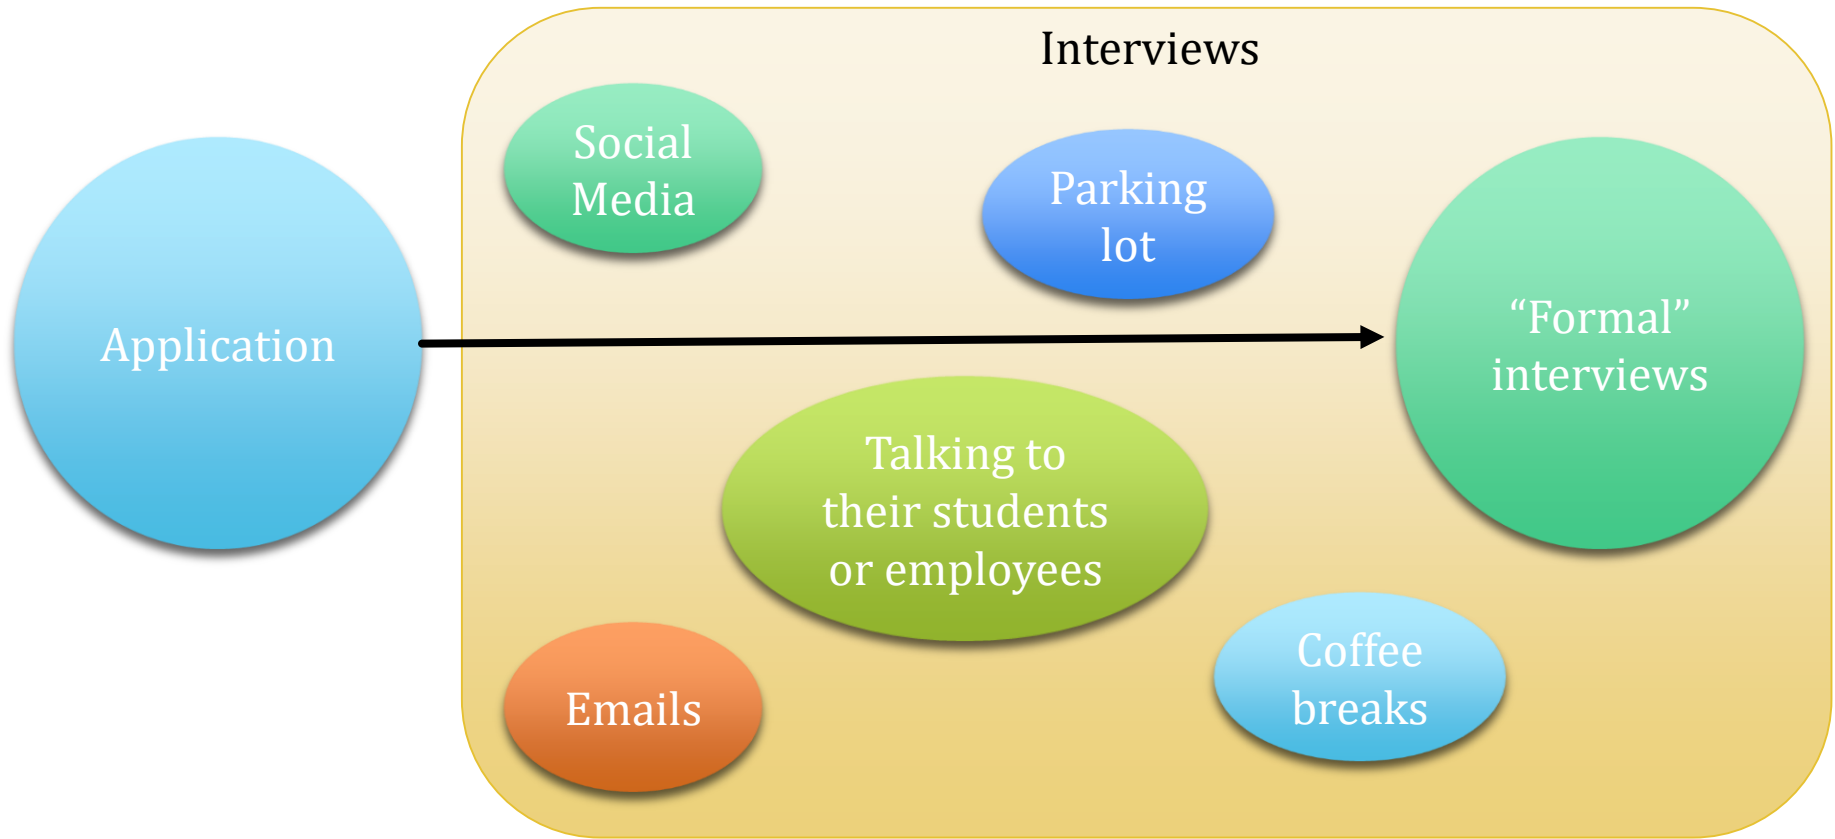 Interviews
Social
Media
Parking
lot
Application
“Formal”
interviews
Talking to
their students
or employees
Emails
Coffee
breaks